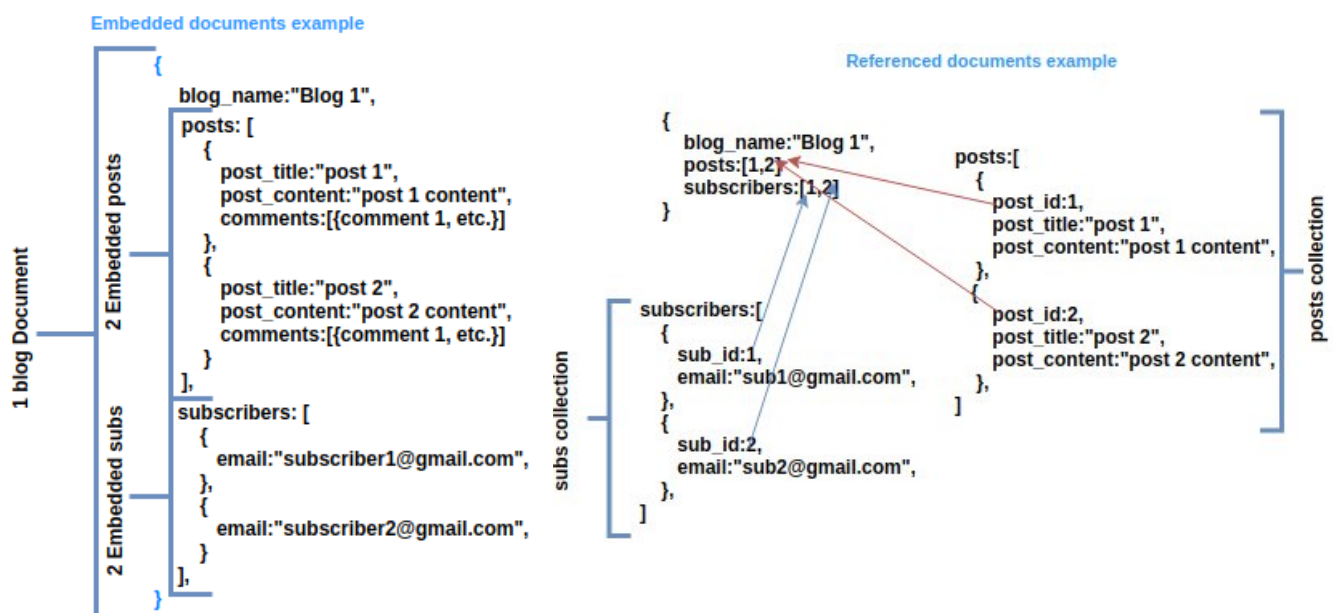 Embedded documents example
{
blog_name:"Blog 1",
posts: [
{
post_title:"post 1",
post_content:"post 1 content",
comments:[{comment 1, etc.}]
},
{
post_title:"post 2",
post_content:"post 2 content",
comments:[{comment 1, etc.}]
}
],
subscribers: [
{
email:"subscriber1@gmail.com",
},
{
email:"subscriber2@gmail.com",
}
],
}
1 blog Document
2 Embedded posts
2 Embedded subs
Referenced documents example
{
blog_name:"Blog 1",
posts:[1,2]
subscribers:[1,2]
}
subscribers:[
{
sub_id:1,
email:"sub1@gmail.com",
},
{
sub_id:2,
email:"sub2@gmail.com",
},
]
subs collection
posts:[
{
post_id:1,
post_title:"post 1",
post_content:"post 1 content",
},
{
post_id:2,
post_title:"post 2",
post_content:"post 2 content",
},
]
posts collection